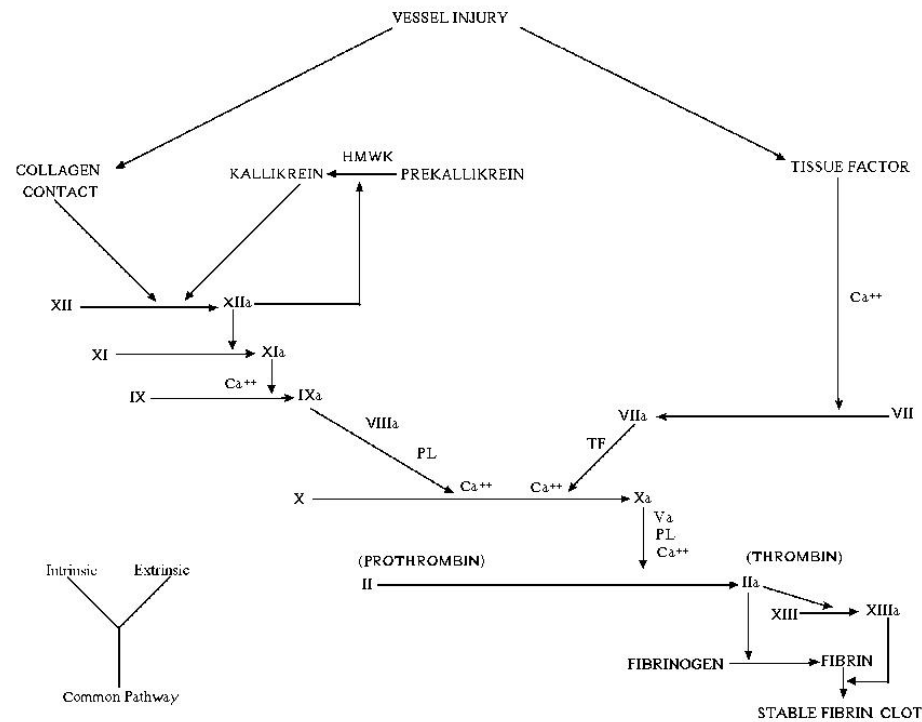 VESSEL INJURY
HMWK
COLLAGEN
CONTACT
KALLIKREIN
PREKALLIKREIN
TISSUE FACTOR
XII
XIIa
Ca++
XI
XIa
Ca++
IX
IXa
VIIIa
VIIa
VII
PL
TF
Ca++
Ca++
X
Xa
Va
PL
Ca++
(PROTHROMBIN)
(THROMBIN)
II
IIa
XIII
XIIIa
Intrinsic
Extrinsic
FIBRINOGEN
FIBRIN
Common Pathway
STABLE FIBRIN CLOT